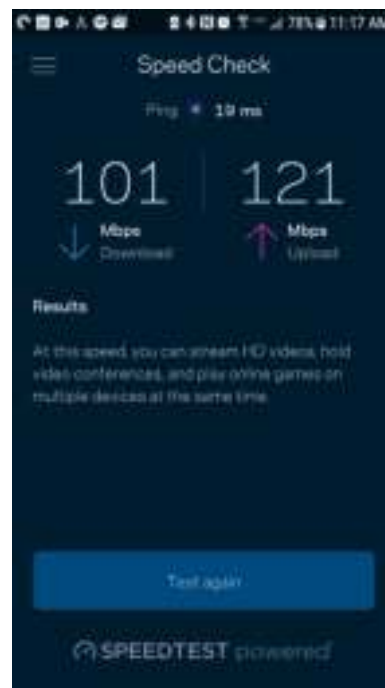 78% 11:17 AM
Speed Check
Ping 19 ms
101 121
Mbps Mbps
Download Upload
Results
At this speed, you can stream HD videos, hold
video conferences, and play online games on
multiple devices at the same time.
Test again
SPEEDTEST powered